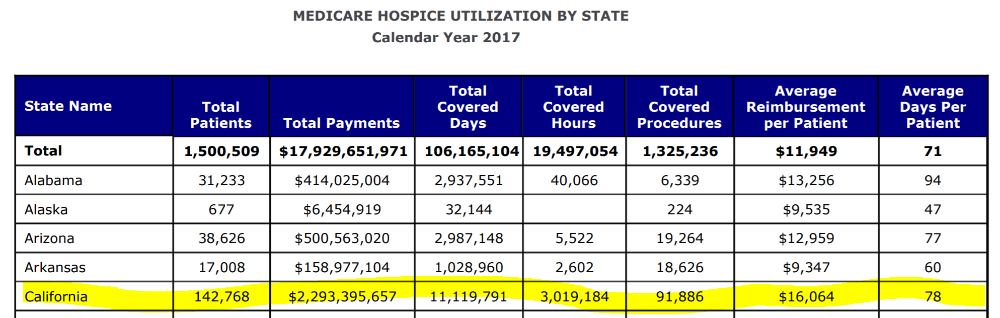 MEDICARE HOSPICE UTILIZATION BY STATE
Calendar Year 2017
State Name Total Patients Total Payments Total Covered Days Total Covered Hours Total Covered Procedures Average Reimbursement per Patient Average Days Per Patient
Total 1,500,509 $17,929,651,971 106,165,104 19,497,054 1,325,236 $11,949 71
Alabama 31,233 $414,025,004 2,937,551 40,066 6,339 $13,256 94
Alaska 677 $6,454,919 32,144 224 $9,535 47
Arizona 38,626 $500,563,020 2,987,148 5,522 19,264 $12,959 77
Arkansas 17,008 $158,977,104 1,028,960 2,602 18,626 $9,347 60
California 142,768 $2,293,395,657 11,119,791 3,019,184 91,886 $16,064 78